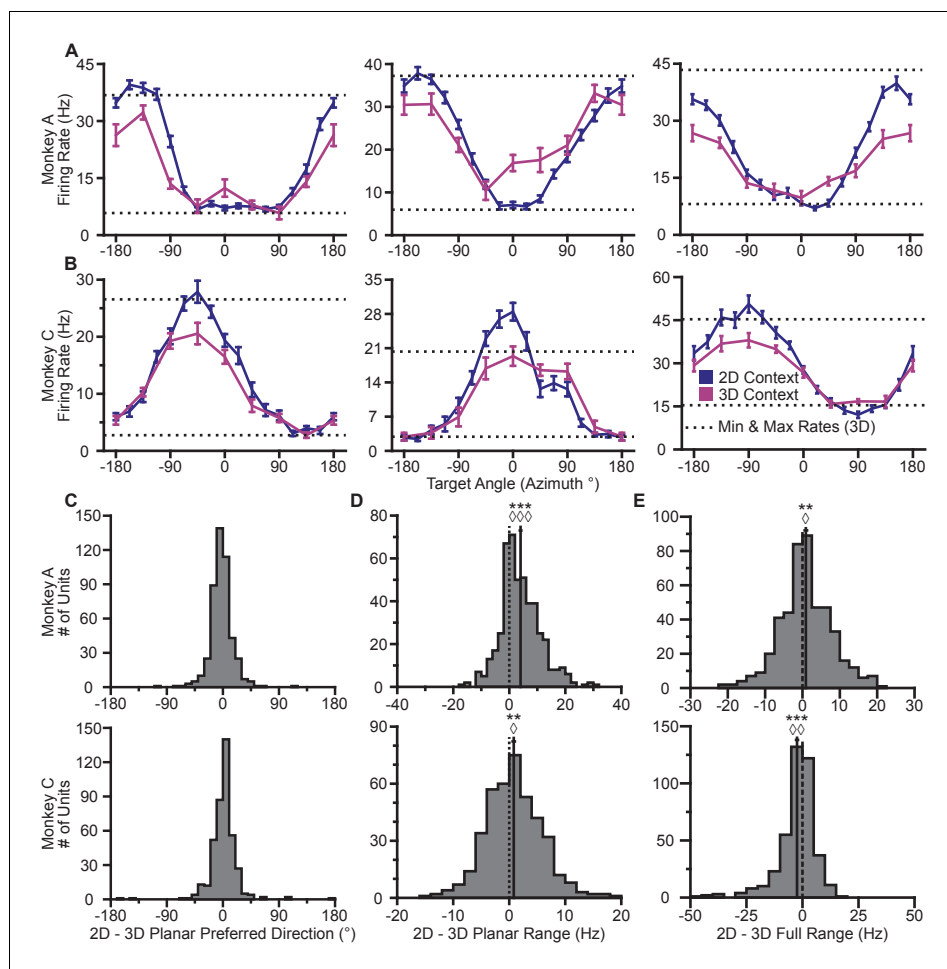 A
Monkey A
Firing Rate (Hz)
45
30
15
0
-180 -90 0 90 180
40
30
20
10
0
-180 -90 0 90 180
45
30
15
0
-180 -90 0 90 180
B
Monkey C
Firing Rate (Hz)
30
20
10
0
-180 -90 0 90 180
35
28
21
14
7
0
-180 -90 0 90 180
60
45
30
15
0
-180 -90 0 90 180
2D Context
3D Context
Min & Max Rates (3D)
Target Angle (Azimuth °)
C
Monkey A
# of Units
150
120
90
60
30
0
-180 -90 0 90 180
D
***
◊◊◊
80
60
40
20
0
-40 -20 0 20 40
E
**
◊
100
80
60
40
20
0
-30 -20 -10 0 10 20 30
Monkey C
# of Units
150
120
90
60
30
0
-180 -90 0 90 180
2D - 3D Planar Preferred Direction (°)
**
◊
90
60
30
0
-20 -10 0 10 20
2D - 3D Planar Range (Hz)
***
◊◊
150
100
50
0
-50 -25 0 25 50
2D - 3D Full Range (Hz)